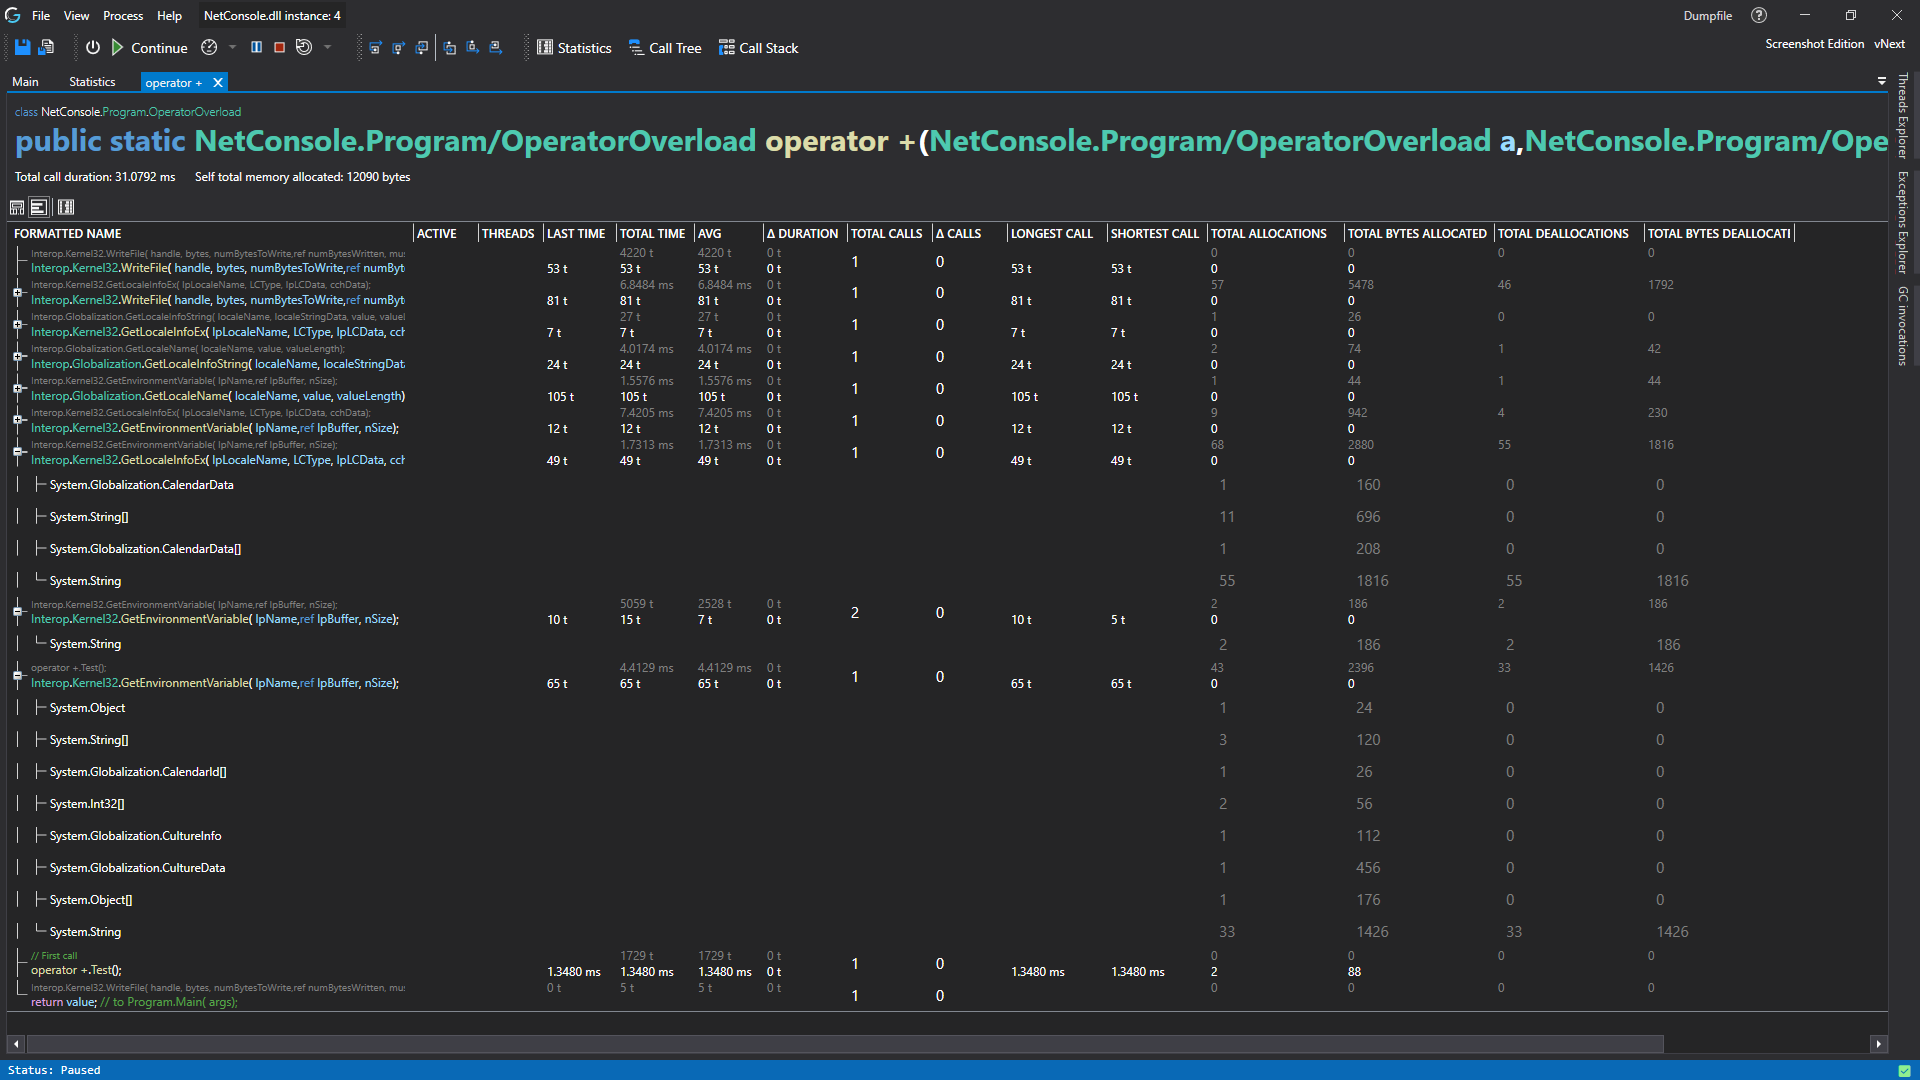 File View Process Help NetConsole.dll instance: 4 Dumpfile
Continue Statistics Call Tree Call Stack Screenshot Edition vNext
Main Statistics operator +
class NetConsole.Program.OperatorOverload
public static NetConsole.Program/OperatorOverload operator +(NetConsole.Program/OperatorOverload a,NetConsole.Program/Ope
Total call duration: 31.0792 ms Self total memory allocated: 12090 bytes
FORMATTED NAME ACTIVE THREADS LAST TIME TOTAL TIME AVG Δ DURATION TOTAL CALLS Δ CALLS LONGEST CALL SHORTEST CALL TOTAL ALLOCATIONS TOTAL BYTES ALLOCATED TOTAL DEALLOCATIONS TOTAL BYTES DEALLOCATI
Interop.Kernel32.WriteFile( handle, bytes, numBytesToWrite,ref numBytesWritten, mus 4220 t 4220 t 0 t 0 0 0 0
Interop.Kernel32.WriteFile( handle, bytes, numBytesToWrite,ref numByt 53 t 53 t 53 t 0 t 1 0 53 t 53 t 0 0
Interop.Kernel32.GetLocaleInfoEx( lpLocaleName, LCType, lpLCData, cchData); 6.8484 ms 6.8484 ms 0 t 57 5478 46 1792
Interop.Kernel32.WriteFile( handle, bytes, numBytesToWrite,ref numByt 81 t 81 t 81 t 0 t 1 0 81 t 81 t 0 0
Interop.Globalization.GetLocaleInfoString( localeName, localeStringData, value, valueL 27 t 27 t 0 t 1 26 0 0
Interop.Kernel32.GetLocaleInfoEx( lpLocaleName, LCType, lpLCData, cch 7 t 7 t 7 t 0 t 1 0 7 t 7 t 0 0
Interop.Globalization.GetLocaleName( localeName, value, valueLength); 4.0174 ms 4.0174 ms 0 t 2 74 1 42
Interop.Globalization.GetLocaleInfoString( localeName, localeStringDat 24 t 24 t 24 t 0 t 1 0 24 t 24 t 0 0
Interop.Kernel32.GetEnvironmentVariable( lpName,ref lpBuffer, nSize); 1.5576 ms 1.5576 ms 0 t 1 44 1 44
Interop.Globalization.GetLocaleName( localeName, value, valueLength) 105 t 105 t 105 t 0 t 1 0 105 t 105 t 0 0
Interop.Kernel32.GetLocaleInfoEx( lpLocaleName, LCType, lpLCData, cchData); 7.4205 ms 7.4205 ms 0 t 9 942 4 230
Interop.Kernel32.GetEnvironmentVariable( lpName,ref lpBuffer, nSize); 12 t 12 t 12 t 0 t 1 0 12 t 12 t 0 0
Interop.Kernel32.GetEnvironmentVariable( lpName,ref lpBuffer, nSize); 1.7313 ms 1.7313 ms 0 t 68 2880 55 1816
Interop.Kernel32.GetLocaleInfoEx( lpLocaleName, LCType, lpLCData, cch 49 t 49 t 49 t 0 t 1 0 49 t 49 t 0 0
System.Globalization.CalendarData 1 160 0 0
System.String[] 11 696 0 0
System.Globalization.CalendarData[] 1 208 0 0
System.String 55 1816 55 1816
Interop.Kernel32.GetEnvironmentVariable( lpName,ref lpBuffer, nSize); 5059 t 2528 t 0 t 2 186 2 186
Interop.Kernel32.GetEnvironmentVariable( lpName,ref lpBuffer, nSize); 10 t 15 t 7 t 0 t 2 0 10 t 5 t 0 0
System.String 2 186 2 186
operator +.Test(); 4.4129 ms 4.4129 ms 0 t 43 2396 33 1426
Interop.Kernel32.GetEnvironmentVariable( lpName,ref lpBuffer, nSize); 65 t 65 t 65 t 0 t 1 0 65 t 65 t 0 0
System.Object 1 24 0 0
System.String[] 3 120 0 0
System.Globalization.CalendarId[] 1 26 0 0
System.Int32[] 2 56 0 0
System.Globalization.CultureInfo 1 112 0 0
System.Globalization.CultureData 1 456 0 0
System.Object[] 1 176 0 0
System.String 33 1426 33 1426
// First call 1729 t 1729 t 0 t 0 0 0 0
operator +.Test(); 1.3480 ms 1.3480 ms 1.3480 ms 0 t 1 0 1.3480 ms 1.3480 ms 2 88
Interop.Kernel32.WriteFile( handle, bytes, numBytesToWrite,ref numBytesWritten, mus 0 t 5 t 5 t 0 t 0 0 0 0
return value; // to Program.Main( args); 1 0
Threads Explorer
Exceptions Explorer
GC invocations
Status: Paused